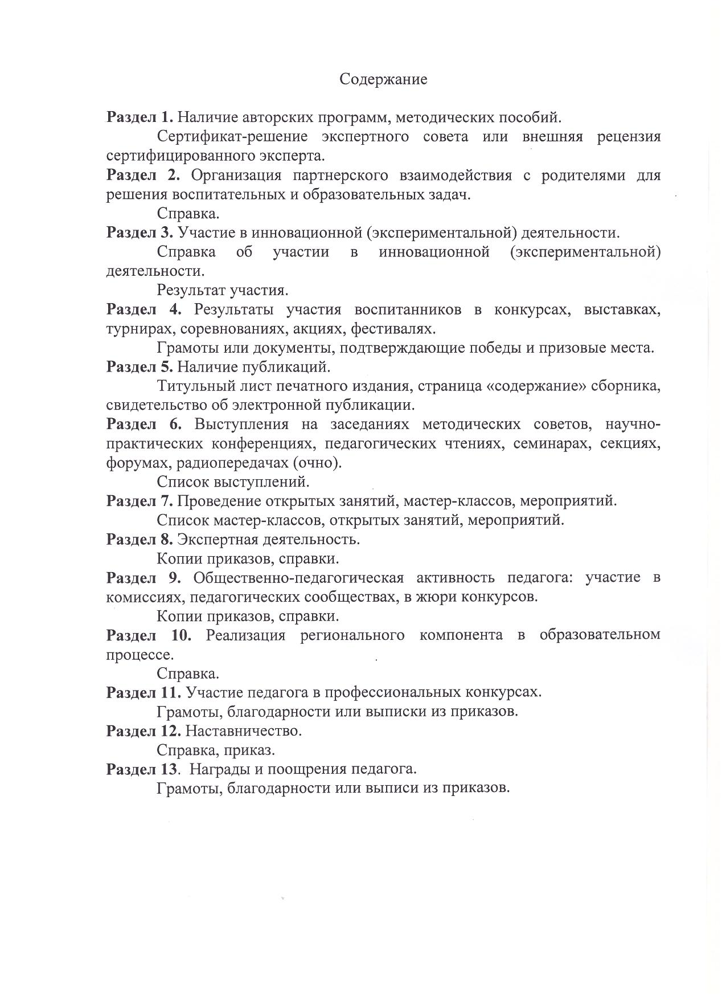 Содержание
Раздел 1. Наличие авторских программ, методических пособий.
Сертификат-решение экспертного совета или внешняя рецензия
сертифицированного эксперта.
Раздел 2. Организация партнерского взаимодействия с родителями для
решения воспитательных и образовательных задач.
Справка.
Раздел 3. Участие в инновационной (экспериментальной) деятельности.
Справка об участии в инновационной (экспериментальной)
деятельности.
Результат участия.
Раздел 4. Результаты участия воспитанников в конкурсах, выставках,
турнирах, соревнованиях, акциях, фестивалях.
Грамоты или документы, подтверждающие победы и призовые места.
Раздел 5. Наличие публикаций.
Титульный лист печатного издания, страница «содержание» сборника,
свидетельство об электронной публикации.
Раздел 6. Выступления на заседаниях методических советов, научно-
практических конференциях, педагогических чтениях, семинарах, секциях,
форумах, радиопередачах (очно).
Список выступлений.
Раздел 7. Проведение открытых занятий, мастер-классов, мероприятий.
Список мастер-классов, открытых занятий, мероприятий.
Раздел 8. Экспертная деятельность.
Копии приказов, справки.
Раздел 9. Общественно-педагогическая активность педагога: участие в
комиссиях, педагогических сообществах, в жюри конкурсов.
Копии приказов, справки.
Раздел 10. Реализация регионального компонента в образовательном
процессе.
Справка.
Раздел 11. Участие педагога в профессиональных конкурсах.
Грамоты, благодарности или выписки из приказов.
Раздел 12. Наставничество.
Справка, приказ.
Раздел 13. Награды и поощрения педагога.
Грамоты, благодарности или выписи из приказов.